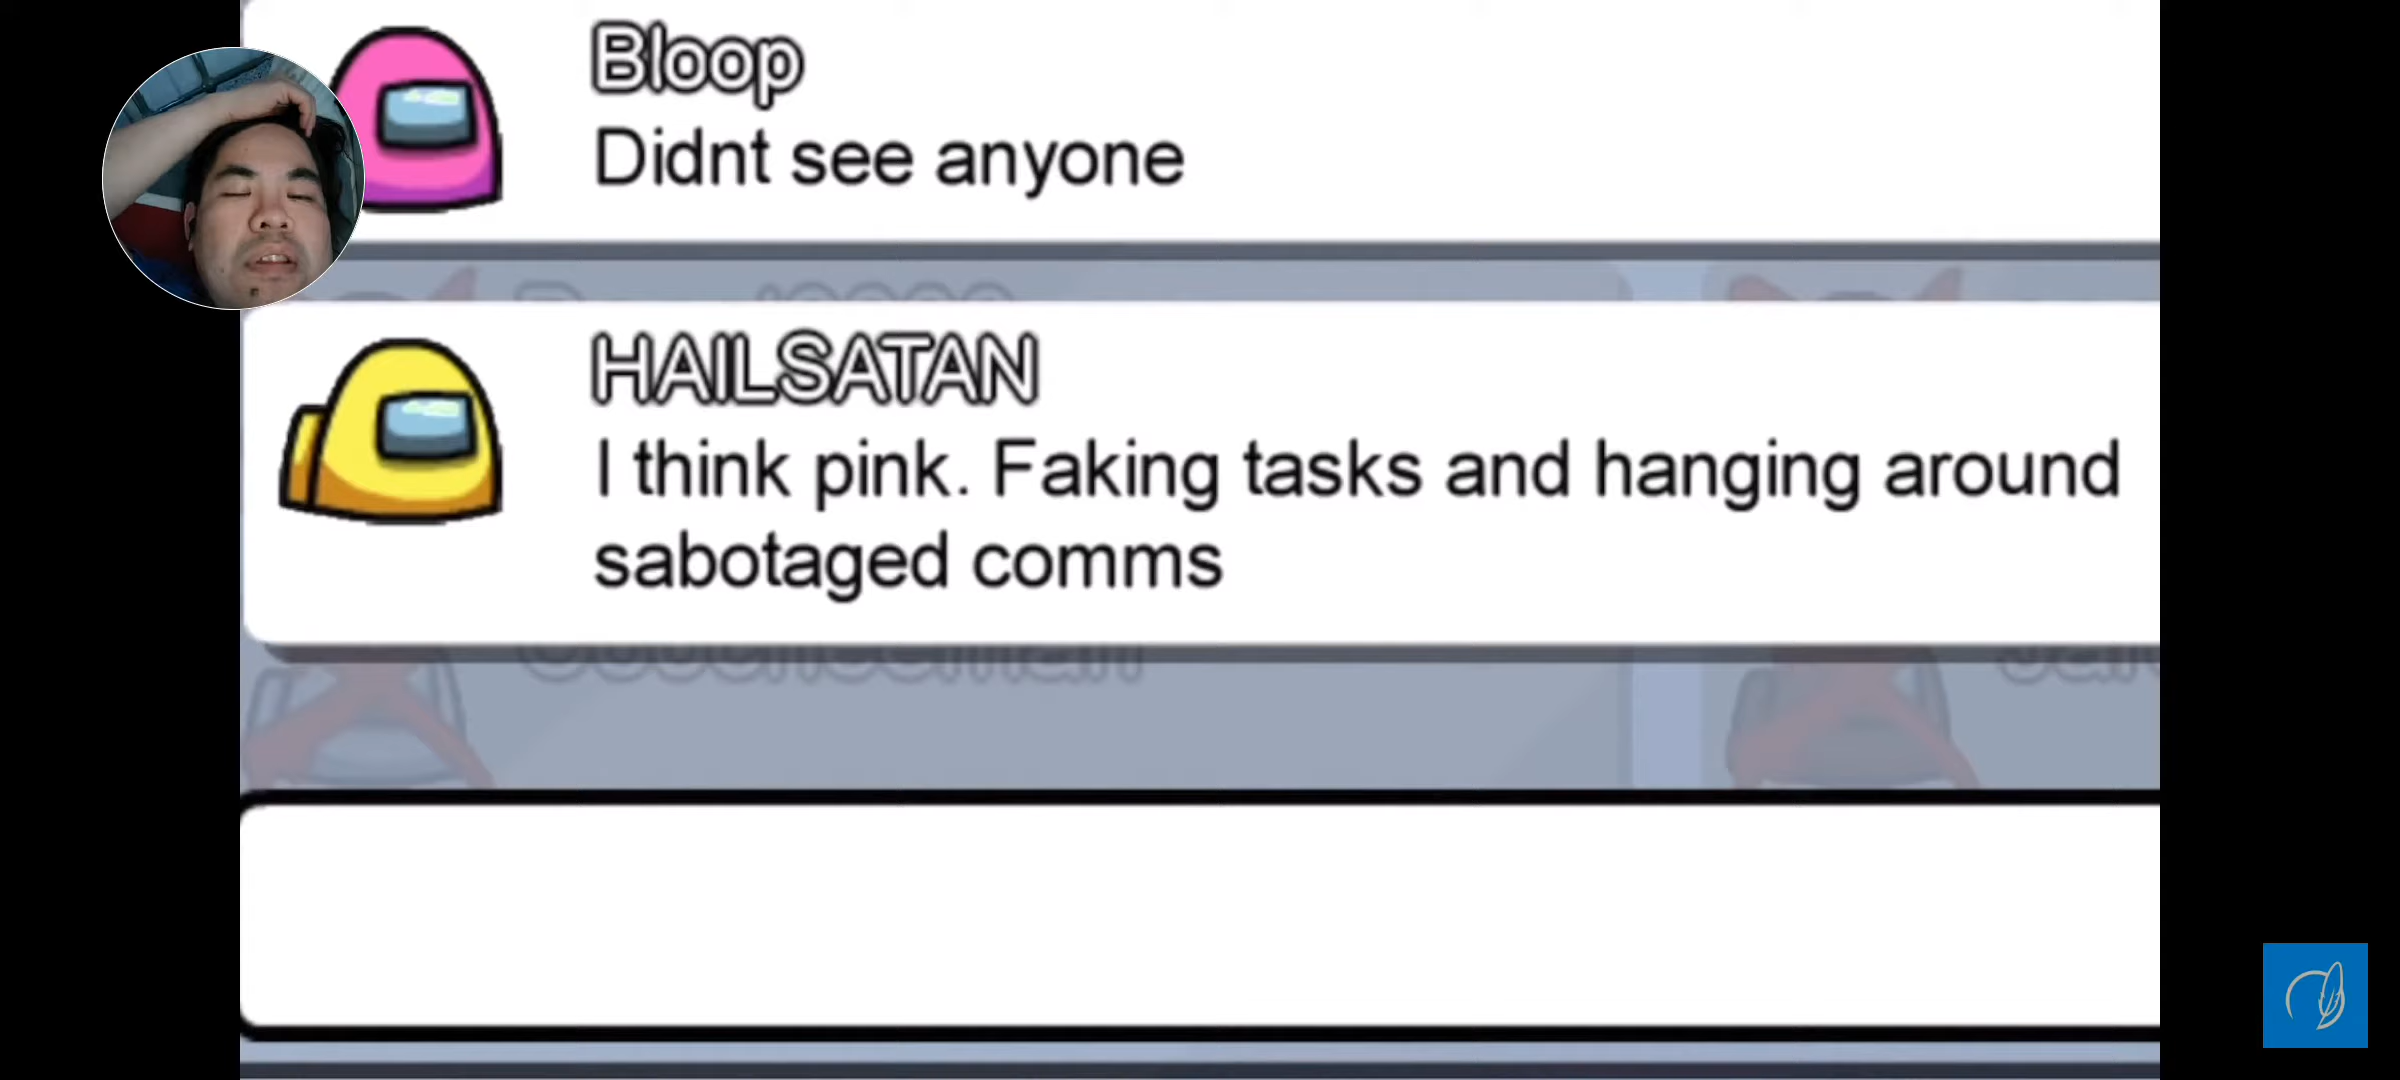 Bloop
Didnt see anyone
HAILSATAN
I think pink. Faking tasks and hanging around
sabotaged comms